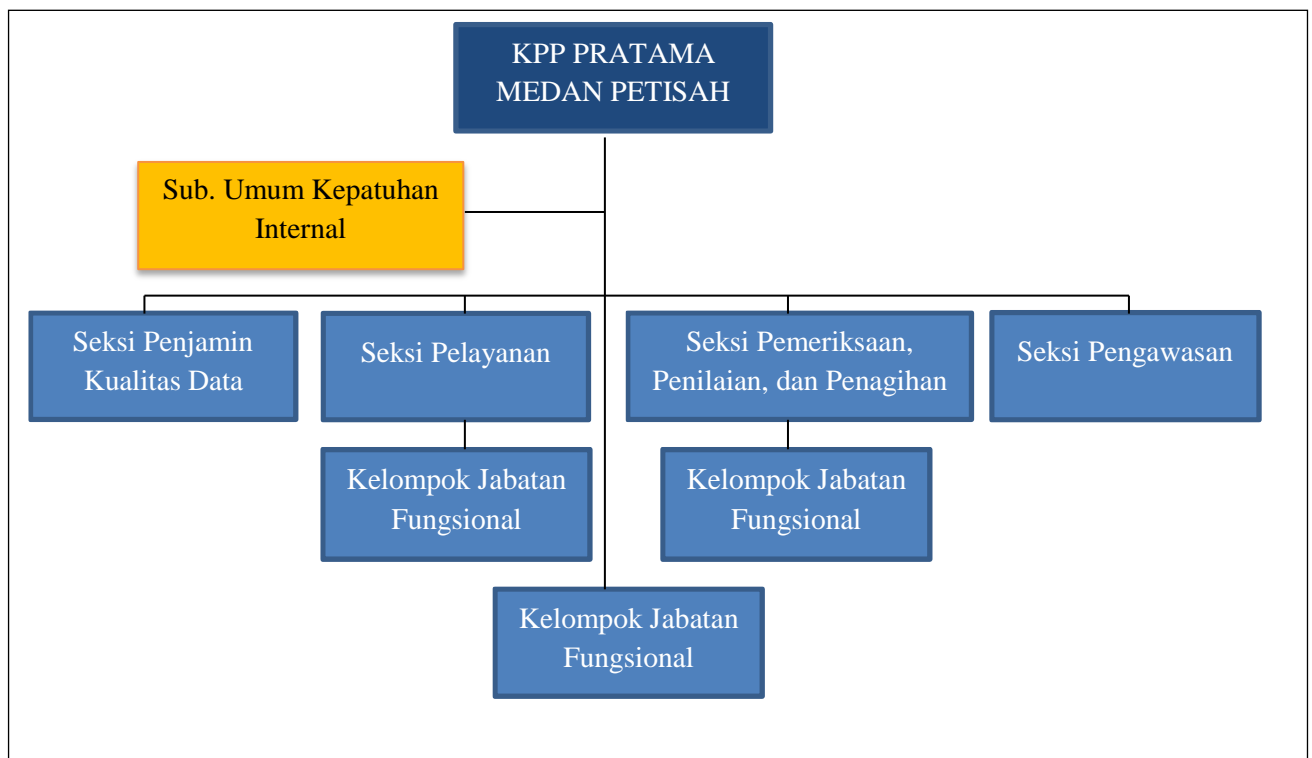 KPP PRATAMA
MEDAN PETISAH
Sub. Umum Kepatuhan
Internal
Seksi Penjamin
Kualitas Data
Seksi Pelayanan
Seksi Pemeriksaan,
Penilaian, dan Penagihan
Seksi Pengawasan
Kelompok Jabatan
Fungsional
Kelompok Jabatan
Fungsional
Kelompok Jabatan
Fungsional